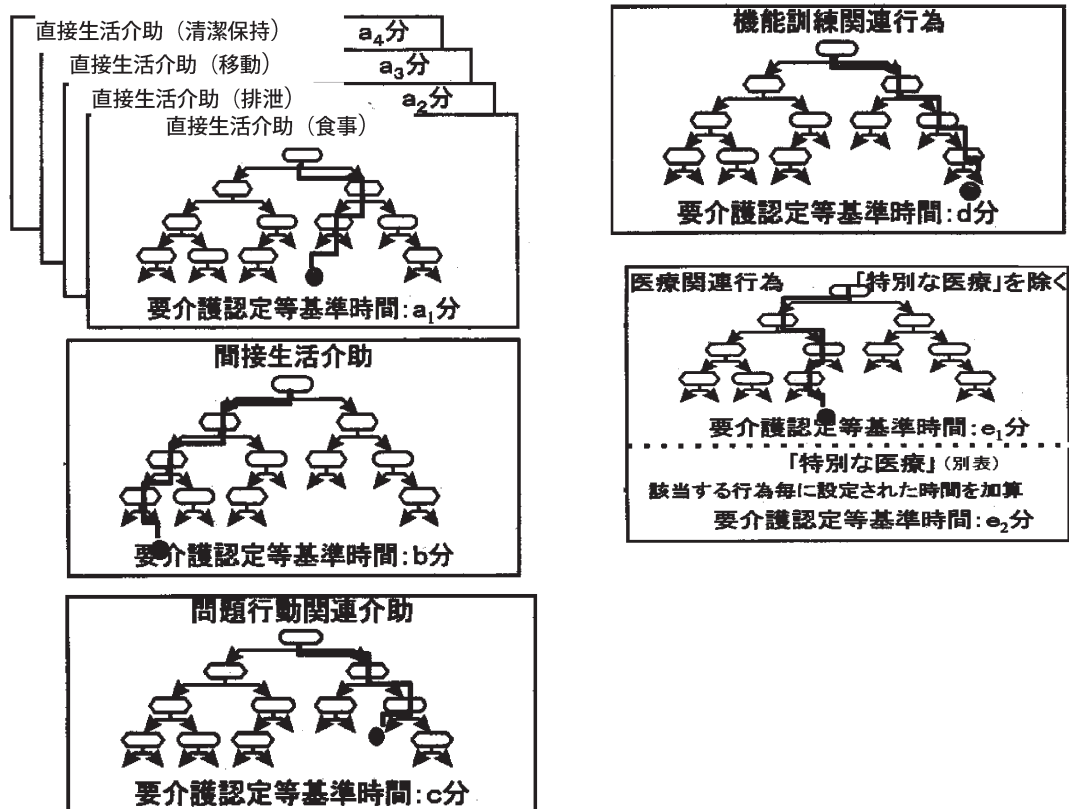 直接生活介助（清潔保持） a₄分
直接生活介助（移動） a₃分
直接生活介助（排泄） a₂分
直接生活介助（食事）
要介護認定等基準時間:a₁分
間接生活介助
要介護認定等基準時間:b分
問題行動関連介助
要介護認定等基準時間:c分
機能訓練関連行為
要介護認定等基準時間:d分
医療関連行為 「特別な医療」を除く
要介護認定等基準時間:e₁分
「特別な医療」（別表）
該当する行為毎に設定された時間を加算
要介護認定等基準時間:e₂分